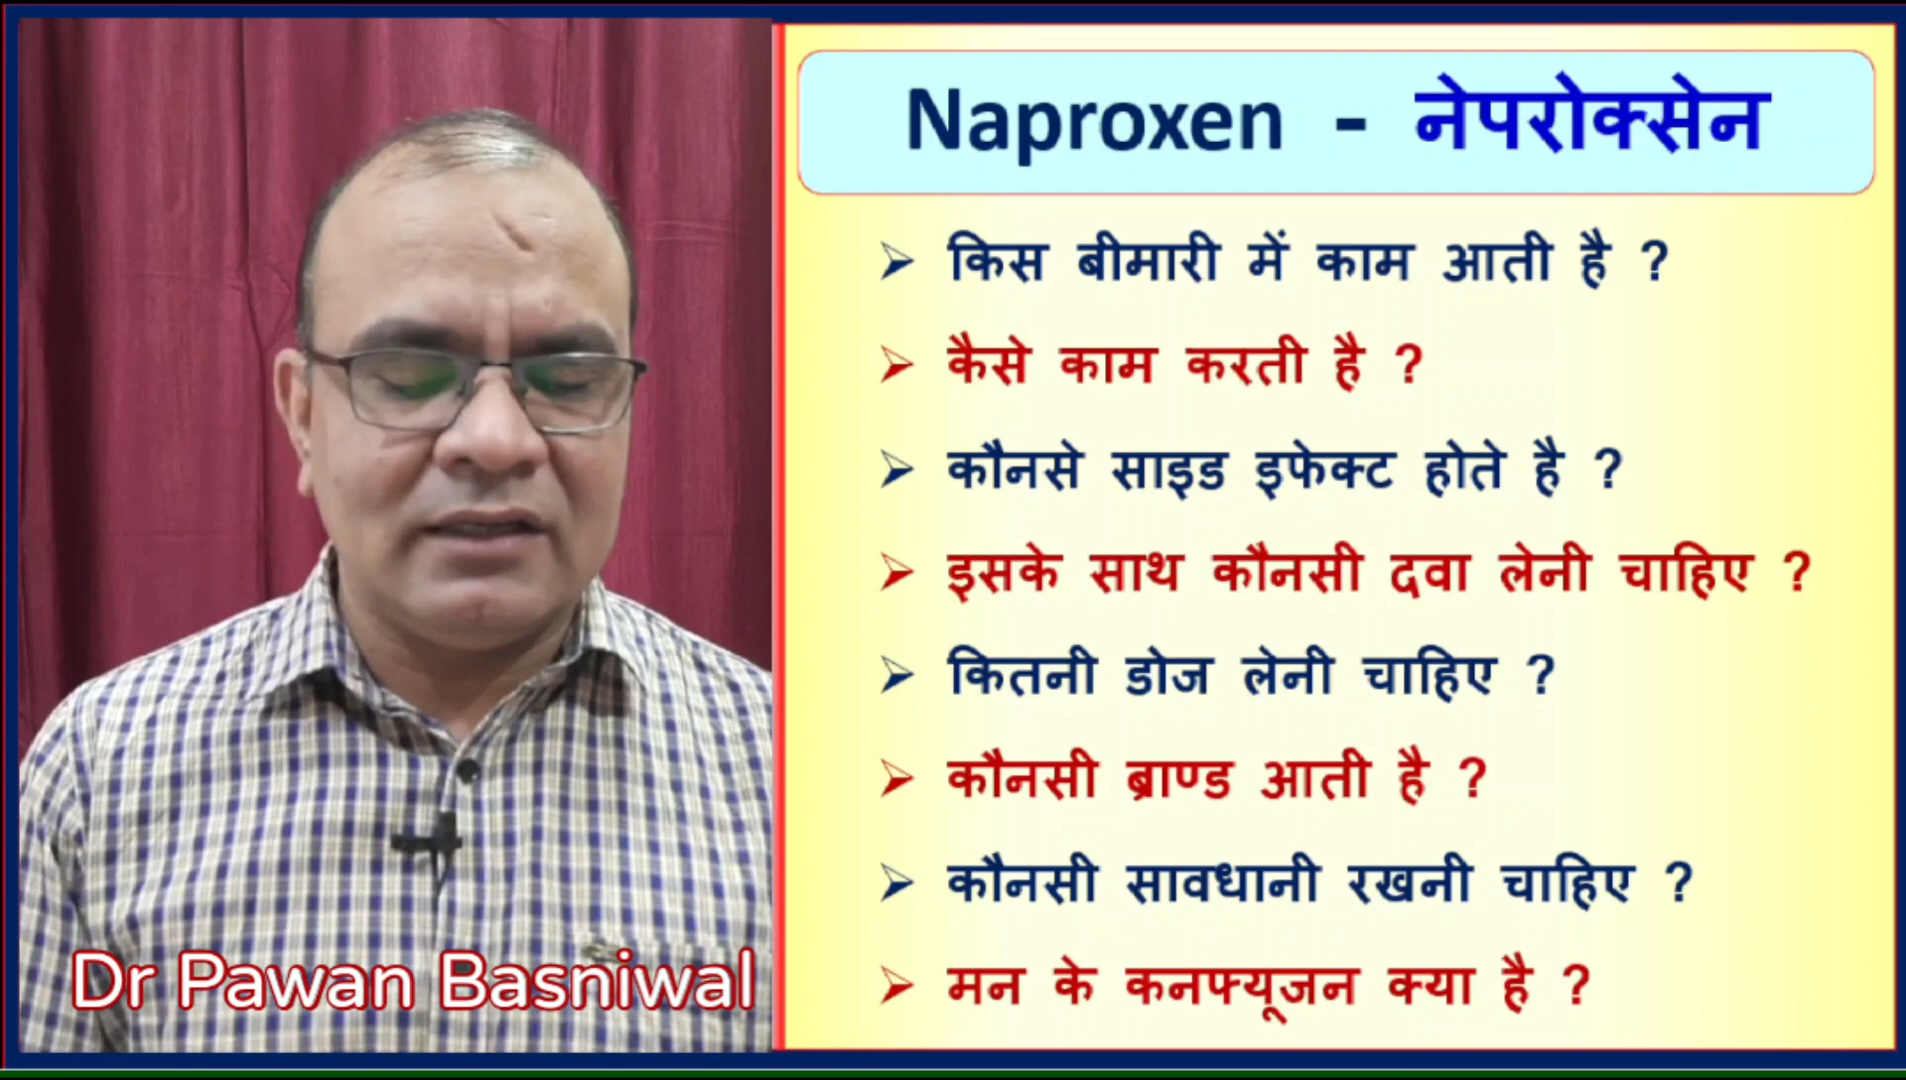 Naproxen - नेपरोक्सेन
➢ किस बीमारी में काम आती है ?
➢ कैसे काम करती है ?
➢ कौनसे साइड इफेक्ट होते है ?
➢ इसके साथ कौनसी दवा लेनी चाहिए ?
➢ कितनी डोज लेनी चाहिए ?
➢ कौनसी ब्राण्ड आती है ?
➢ कौनसी सावधानी रखनी चाहिए ?
➢ मन के कनफ्यूजन क्या है ?
Dr Pawan Basniwal